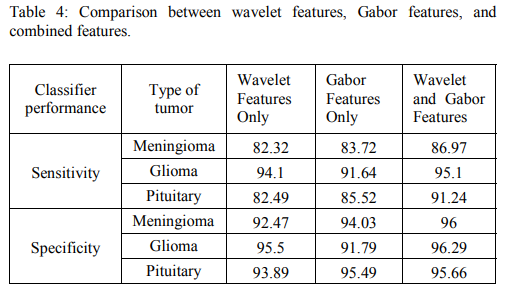 Table 4: Comparison between wavelet features, Gabor features, and
combined features.
Classifier performance | Type of tumor | Wavelet Features Only | Gabor Features Only | Wavelet and Gabor Features
Sensitivity | Meningioma | 82.32 | 83.72 | 86.97
Glioma | 94.1 | 91.64 | 95.1
Pituitary | 82.49 | 85.52 | 91.24
Specificity | Meningioma | 92.47 | 94.03 | 96
Glioma | 95.5 | 91.79 | 96.29
Pituitary | 93.89 | 95.49 | 95.66